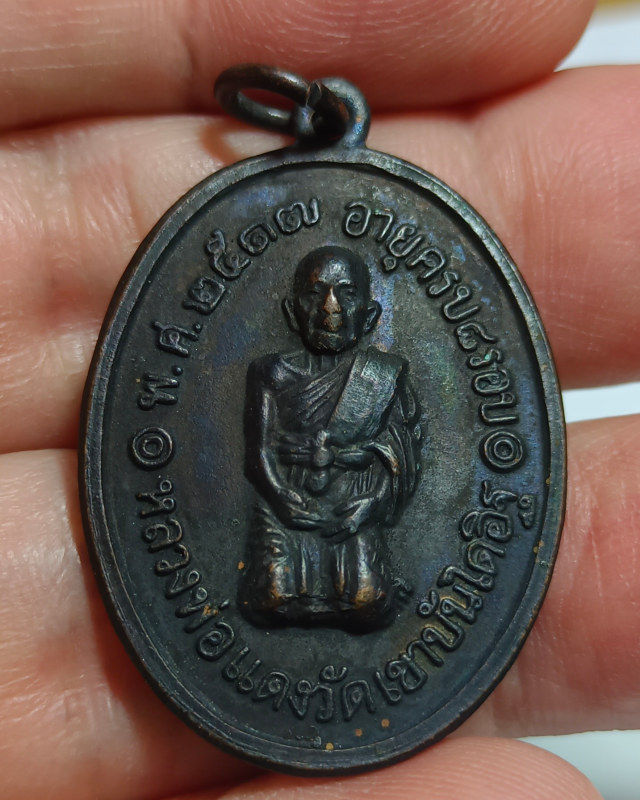 พ.ศ.๒๕๑๗ อายุครบ๘รอบ
หลวงพ่อแดงวัดเขาบันไดอิฐ